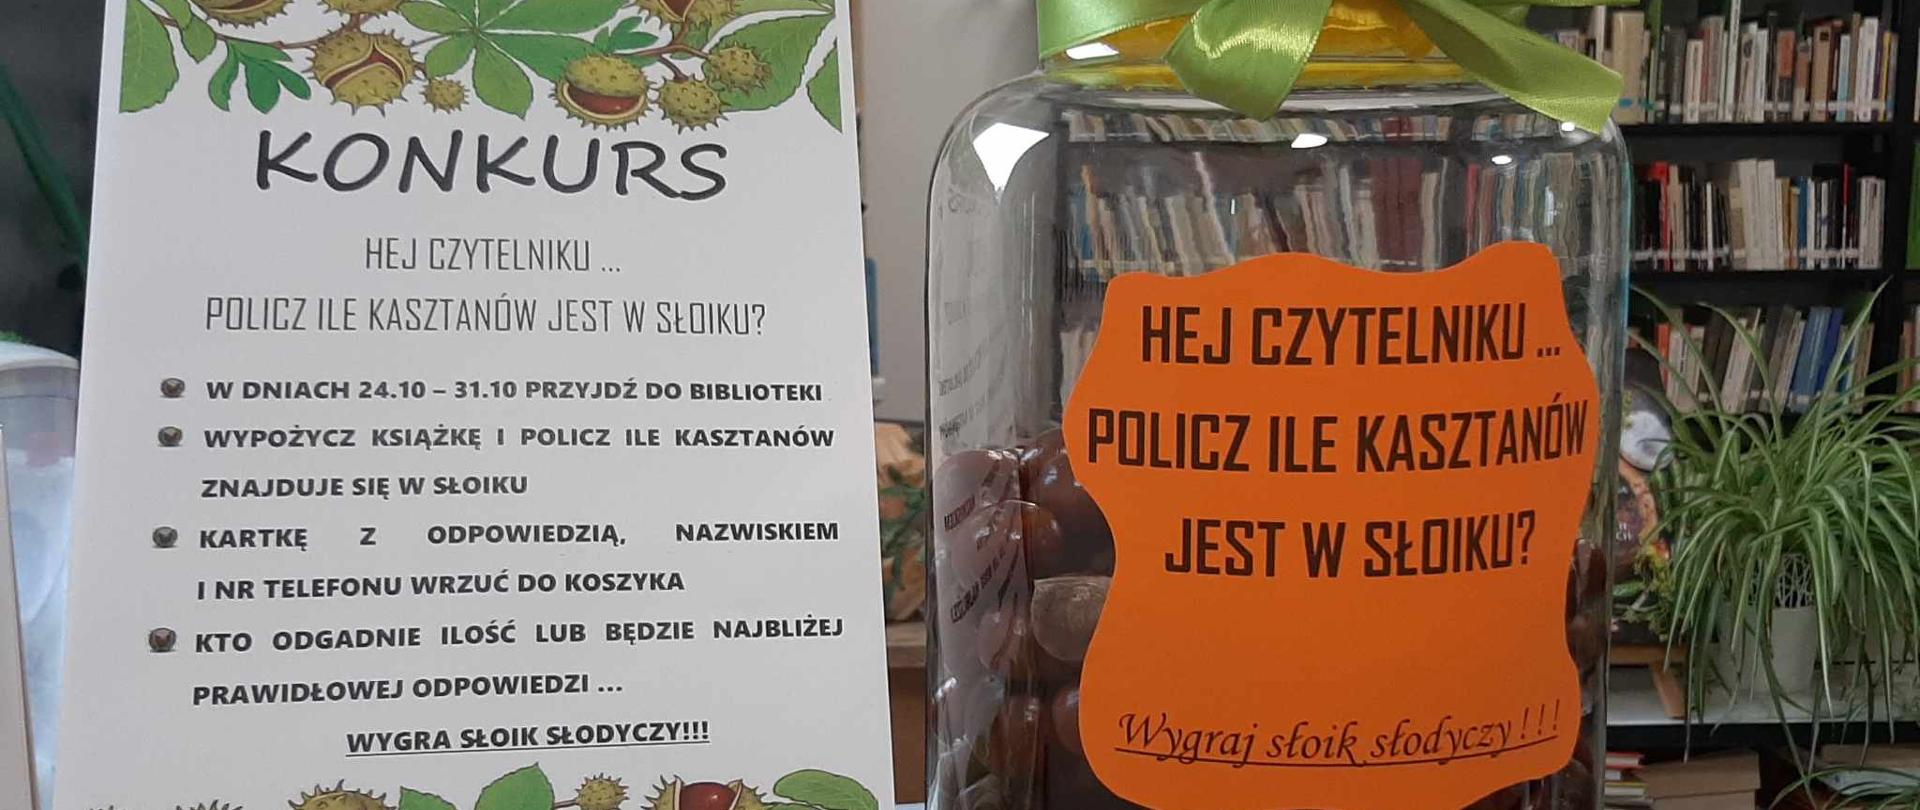 KONKURS
HEJ CZYTELNIKU ...
POLICZ ILE KASZTANÓW JEST W SŁOIKU?
W DNIACH 24.10 – 31.10 PRZYJDŹ DO BIBLIOTEKI
WYPOŻYCZ KSIĄŻKĘ I POLICZ ILE KASZTANÓW
ZNAJDUJE SIĘ W SŁOIKU
KARTKĘ Z ODPOWIEDZIĄ, NAZWISKIEM
I NR TELEFONU WRZUĆ DO KOSZYKA
KTO ODGADNIE ILOŚĆ LUB BĘDZIE NAJBLIŻEJ
PRAWIDŁOWEJ ODPOWIEDZI ...
WYGRA SŁOIK SŁODYCZY!!!
HEJ CZYTELNIKU ...
POLICZ ILE KASZTANÓW
JEST W SŁOIKU?
Wygraj słoik słodyczy !!!